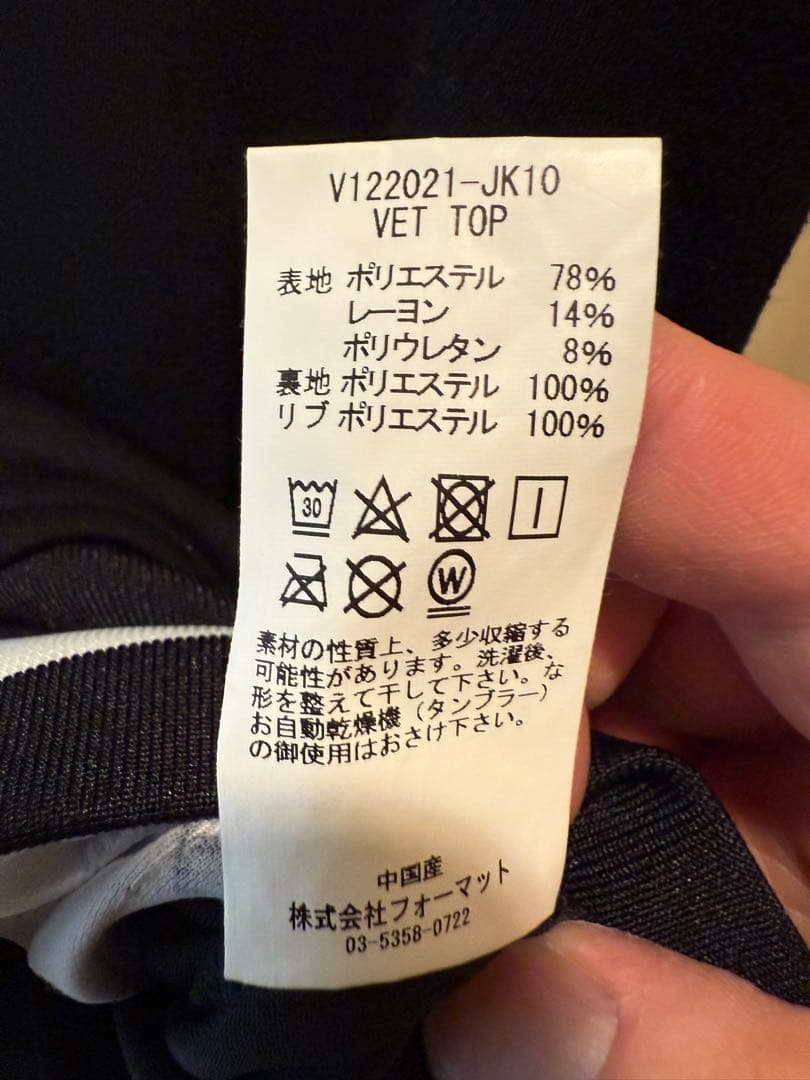 V122021-JK10
VET TOP
表地 ポリエステル 78%
レーヨン 14%
ポリウレタン 8%
裏地 ポリエステル 100%
リブ ポリエステル 100%
30
W
素材の性質上、多少収縮する
可能性があります。洗濯後、
形を整えて干して下さい。な
お自動乾燥機(タンブラー)
の御使用はおさけ下さい。
中国産
株式会社フォーマット
03-5358-0722